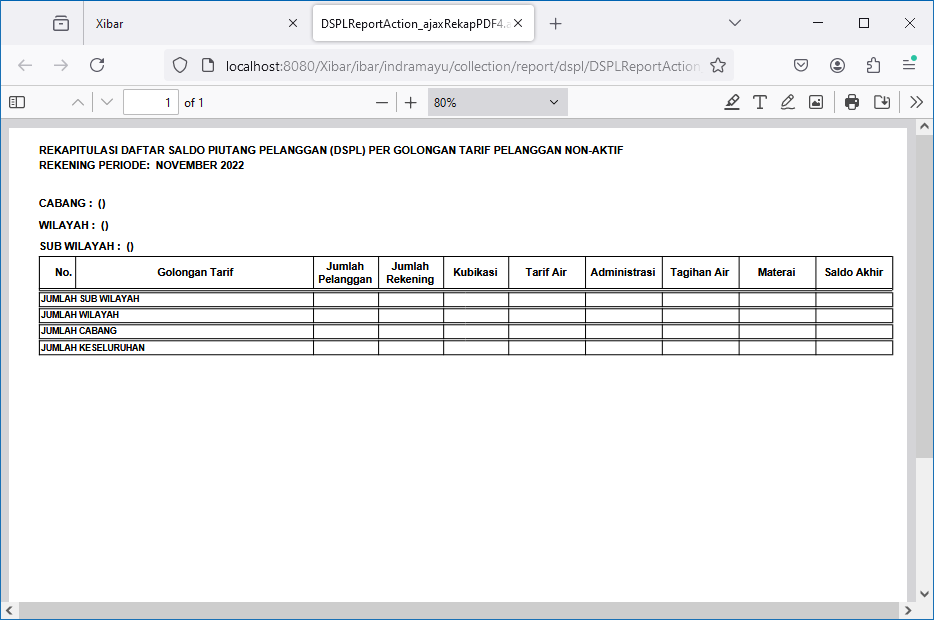 Xibar
DSPLReportAction_ajaxRekapPDF4.a
localhost:8080/Xibar/ibar/indramayu/collection/report/dspl/DSPLReportAction_
1 of 1
80%
REKAPITULASI DAFTAR SALDO PIUTANG PELANGGAN (DSPL) PER GOLONGAN TARIF PELANGGAN NON-AKTIF
REKENING PERIODE: NOVEMBER 2022
CABANG : ()
WILAYAH : ()
SUB WILAYAH : ()
No. Golongan Tarif Jumlah Pelanggan Jumlah Rekening Kubikasi Tarif Air Administrasi Tagihan Air Materai Saldo Akhir
JUMLAH SUB WILAYAH
JUMLAH WILAYAH
JUMLAH CABANG
JUMLAH KESELURUHAN